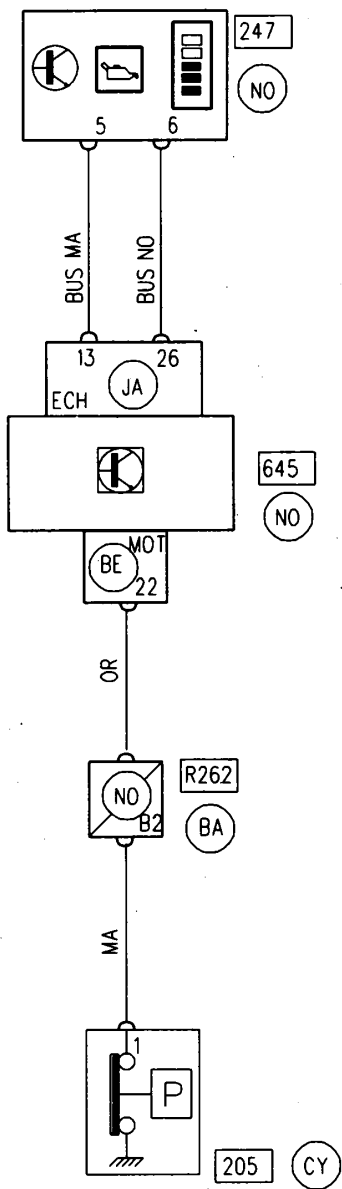 247
NO
5 6
BUS MA
BUS NO
13 26
JA
ECH
645
NO
MOT
BE
22
OR
R262
NO
B2
BA
MA
1
P
205 CY